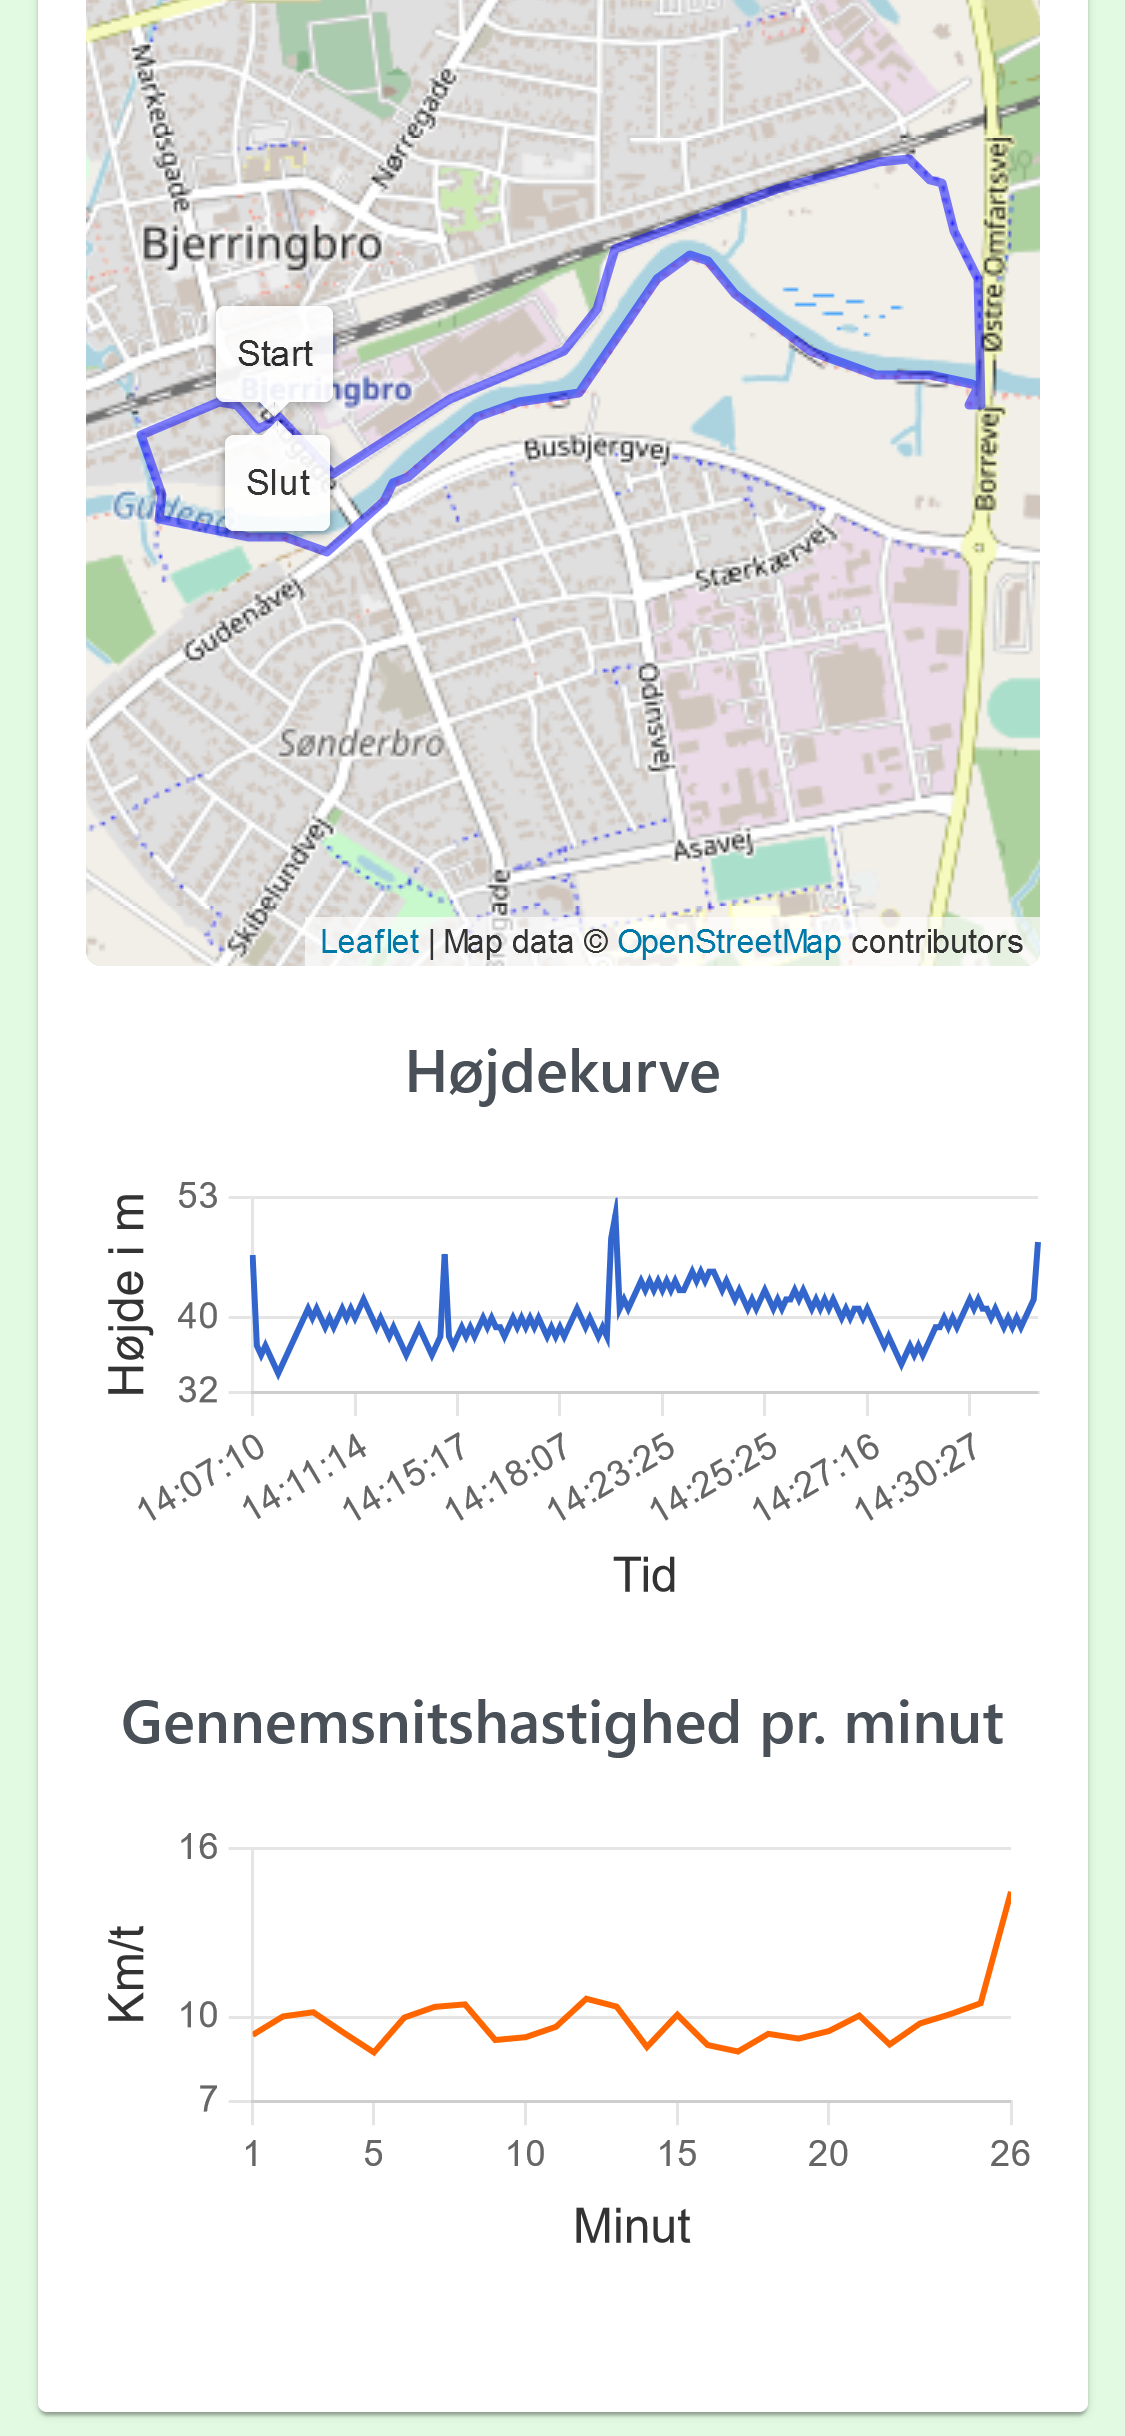 Markedsgade
Nørregade
Bjerringbro
Østre Omfartsvej
Start
Bjerringbro
Slut
Busbjergvej
Borrevej
Stærkærvej
Gudenåvej
Odinsvej
Sønderbro
Asavej
Skibelundvej
Leaflet | Map data © OpenStreetMap contributors
Højdekurve
Højde i m
53
40
32
14:07:10
14:11:14
14:15:17
14:18:07
14:23:25
14:25:25
14:27:16
14:30:27
Tid
Gennemsnitshastighed pr. minut
Km/t
16
10
7
1 5 10 15 20 26
Minut